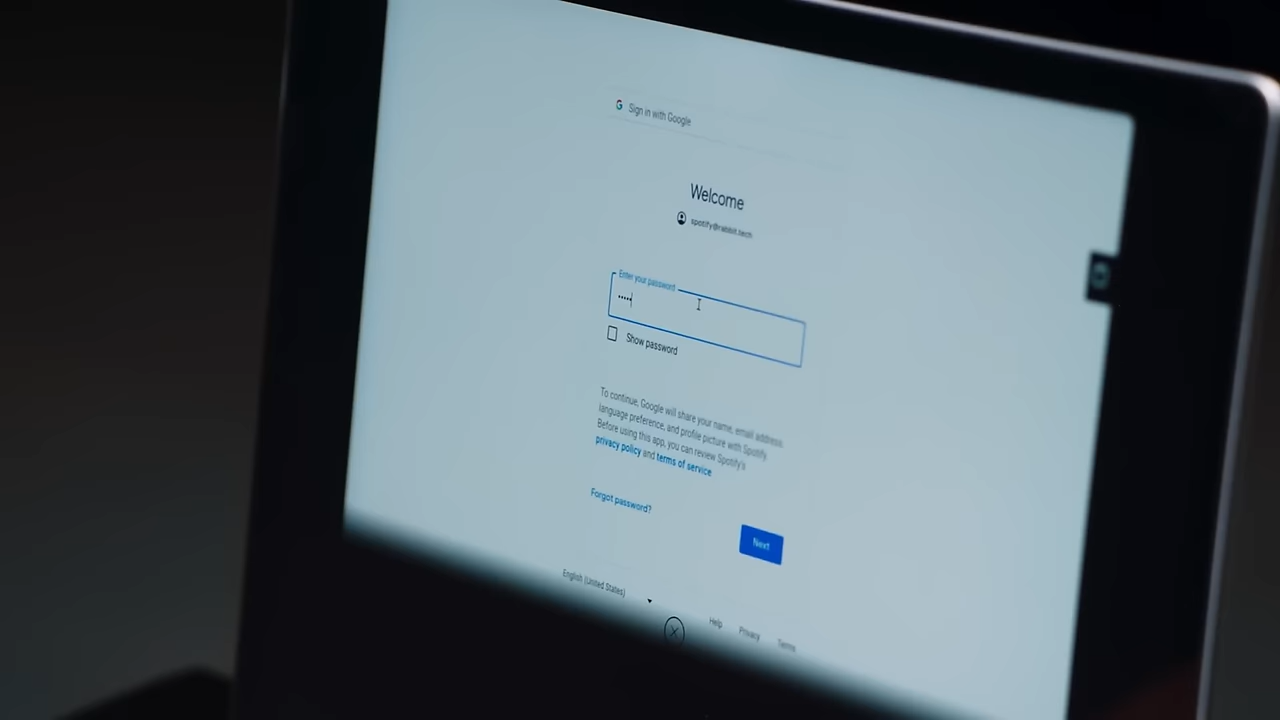 Sign in with Google
Welcome
spotify@rabbit.tech
Enter your password
•••••
Show password
To continue, Google will share your name, email address,
language preference, and profile picture with Spotify.
Before using this app, you can review Spotify's
privacy policy and terms of service
Forgot password?
Next
English (United States)
Help Privacy Terms